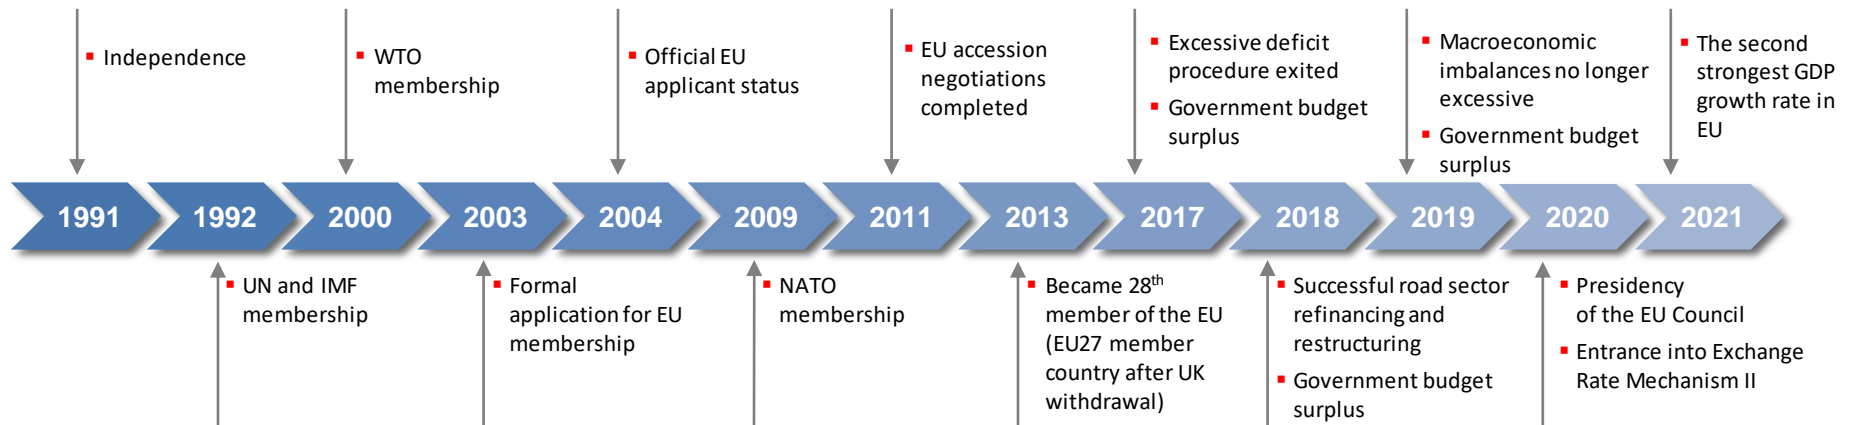 ▪ Independence
▪ WTO
membership
▪ Official EU
applicant status
▪ EU accession
negotiations
completed
▪ Excessive deficit
procedure exited
▪ Government budget
surplus
▪ Macroeconomic
imbalances no longer
excessive
▪ Government budget
surplus
▪ The second
strongest GDP
growth rate in
EU
1991 1992 2000 2003 2004 2009 2011 2013 2017 2018 2019 2020 2021
▪ UN and IMF
membership
▪ Formal
application for EU
membership
▪ NATO
membership
▪ Became 28th
member of the EU
(EU27 member
country after UK
withdrawal)
▪ Successful road sector
refinancing and
restructuring
▪ Government budget
surplus
▪ Presidency
of the EU Council
▪ Entrance into Exchange
Rate Mechanism II